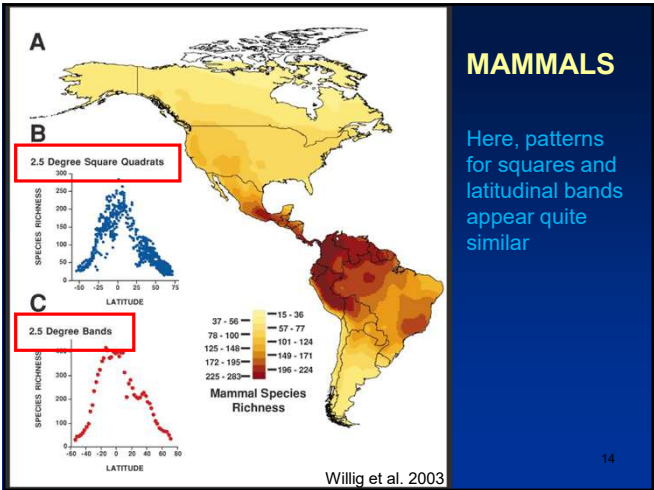 A
B
2.5 Degree Square Quadrats
300
250
200
150
100
50
0
SPECIES RICHNESS
-50 -25 0 25 50 75
LATITUDE
C
2.5 Degree Bands
400
300
200
100
0
SPECIES RICHNESS
-60 -40 -20 0 20 40 60 80
LATITUDE
37 - 56 15 - 36
78 - 100 57 - 77
125 - 148 101 - 124
172 - 195 149 - 171
225 - 283 196 - 224
Mammal Species
Richness
Willig et al. 2003
MAMMALS
Here, patterns
for squares and
latitudinal bands
appear quite
similar
14